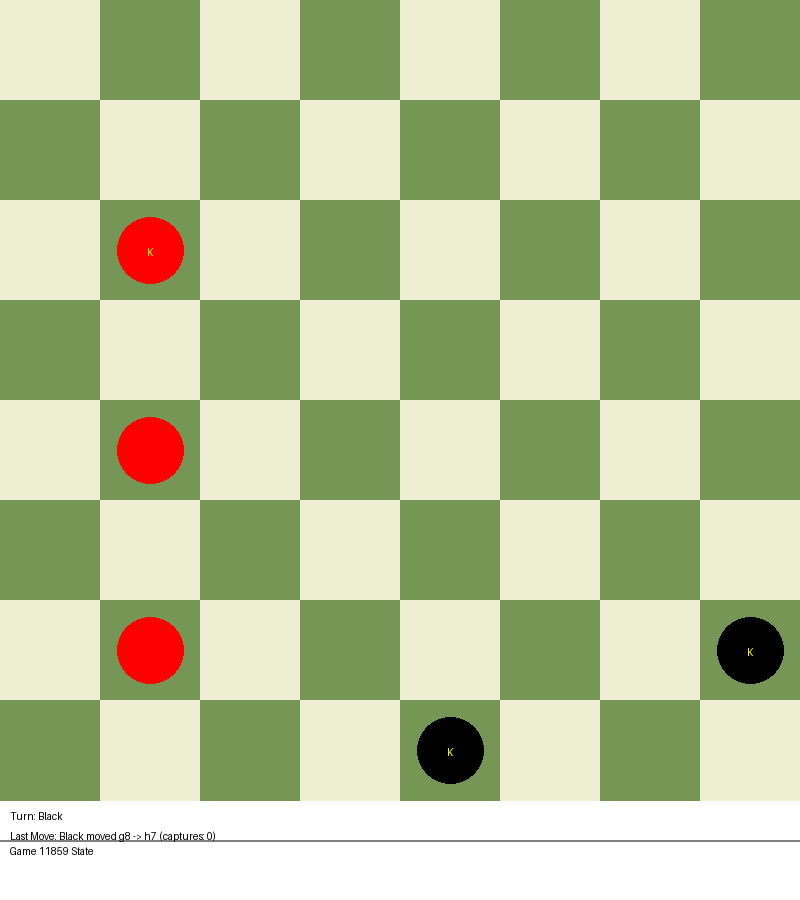 K
K
K
Turn: Black
Last Move: Black moved g8 -> h7 (captures: 0)
Game 11859 State